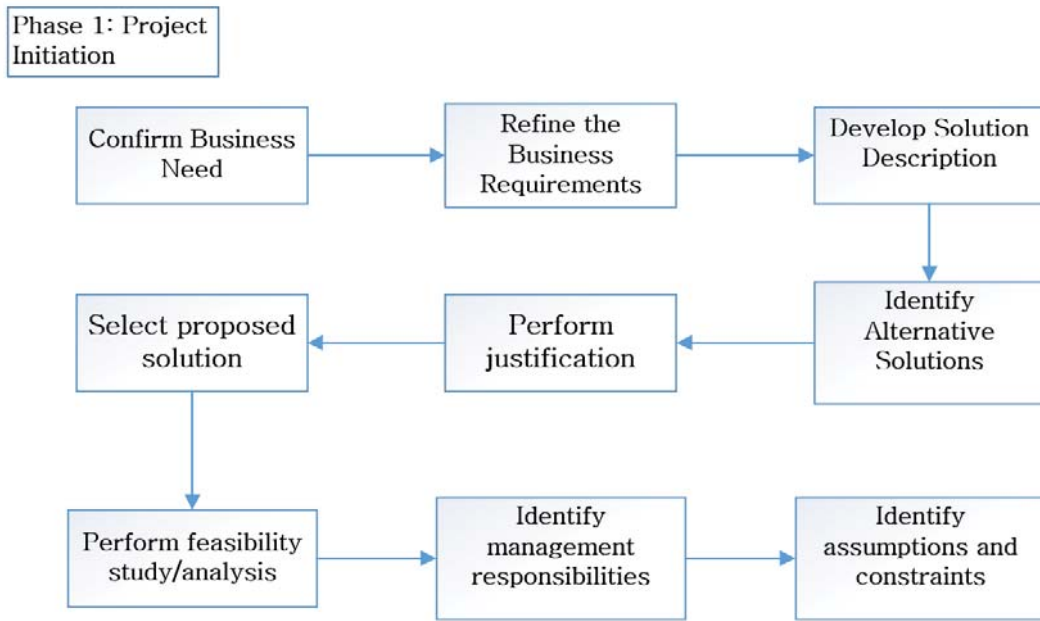 Phase 1: Project
Initiation
Confirm Business
Need
Refine the
Business
Requirements
Develop Solution
Description
Identify
Alternative
Solutions
Perform
justification
Select proposed
solution
Perform feasibility
study/analysis
Identify
management
responsibilities
Identify
assumptions and
constraints